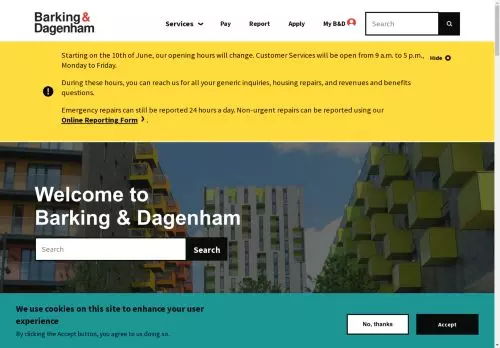 Barking &
Dagenham
Services
Pay
Report
Apply
My B&D
Search
Starting on the 10th of June, our opening hours will change. Customer Services will be open from 9 a.m. to 5 p.m.,
Monday to Friday.
Hide
During these hours, you can reach us for all your generic inquiries, housing repairs, and revenues and benefits
questions.
Emergency repairs can still be reported 24 hours a day. Non-urgent repairs can be reported using our
Online Reporting Form .
Welcome to
Barking & Dagenham
Search
Search
We use cookies on this site to enhance your user
experience
By clicking the Accept button, you agree to us doing so.
No, thanks
Accept